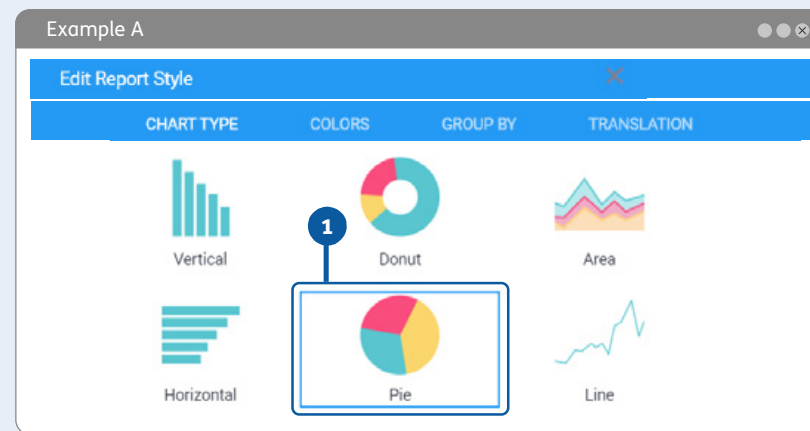 Example A
Edit Report Style
CHART TYPE COLORS GROUP BY TRANSLATION
1
Vertical Donut Area
Horizontal Pie Line